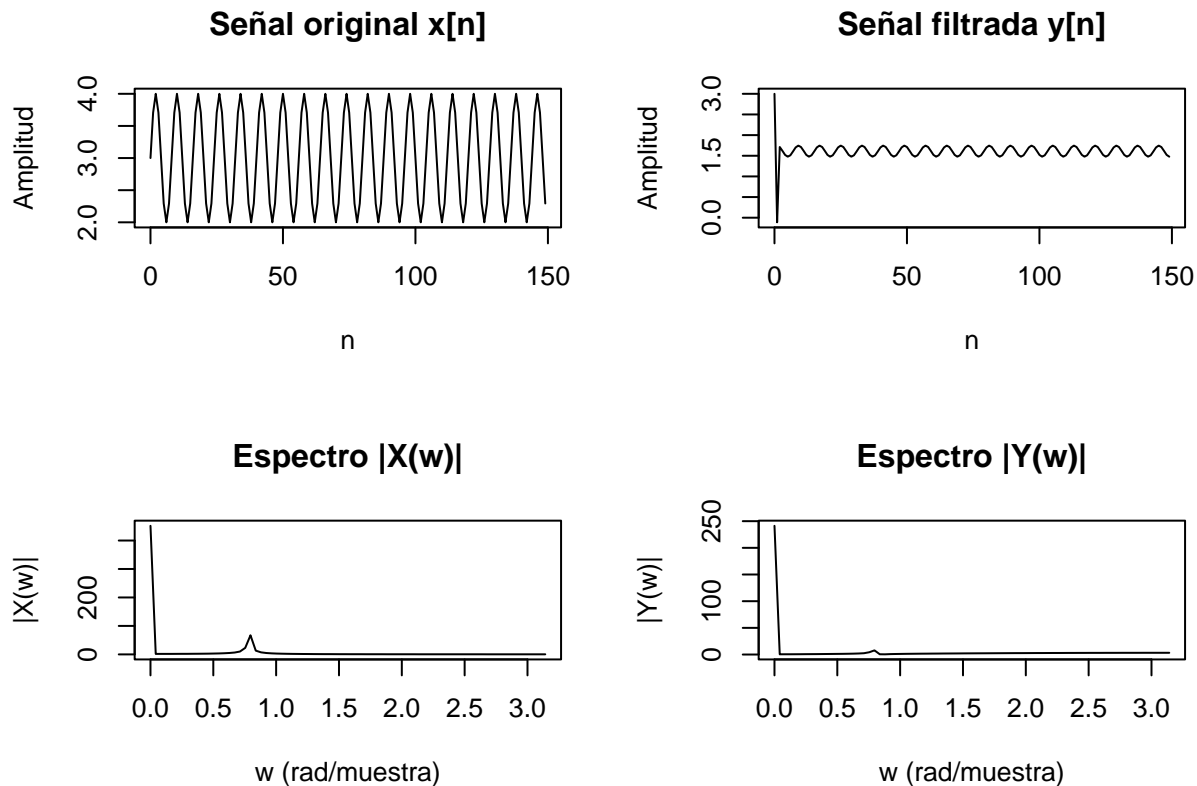 Señal original x[n]
Amplitud
2.0 3.0 4.0
0 50 100 150
n
Señal filtrada y[n]
Amplitud
0.0 1.5 3.0
0 50 100 150
n
Espectro |X(w)|
|X(w)|
0 200
0.0 0.5 1.0 1.5 2.0 2.5 3.0
w (rad/muestra)
Espectro |Y(w)|
|Y(w)|
0 100 250
0.0 0.5 1.0 1.5 2.0 2.5 3.0
w (rad/muestra)